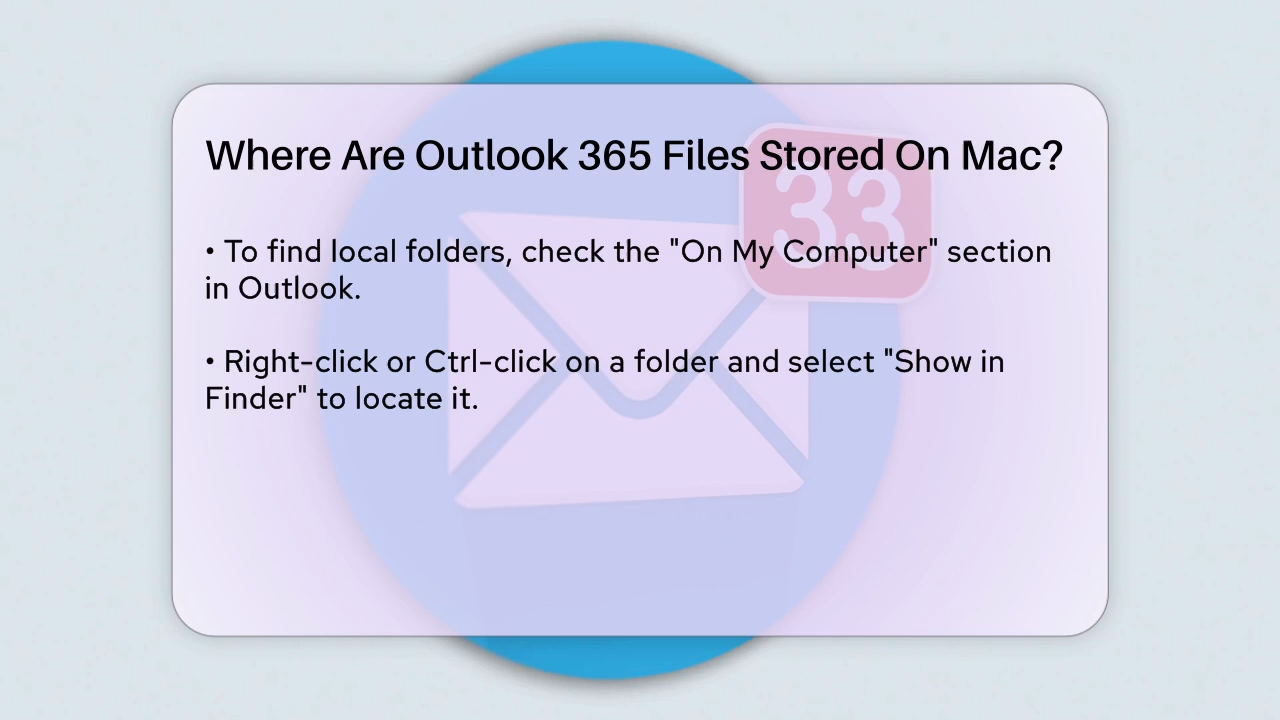 Where Are Outlook 365 Files Stored On Mac?
33
• To find local folders, check the "On My Computer" section
in Outlook.
• Right-click or Ctrl-click on a folder and select "Show in
Finder" to locate it.